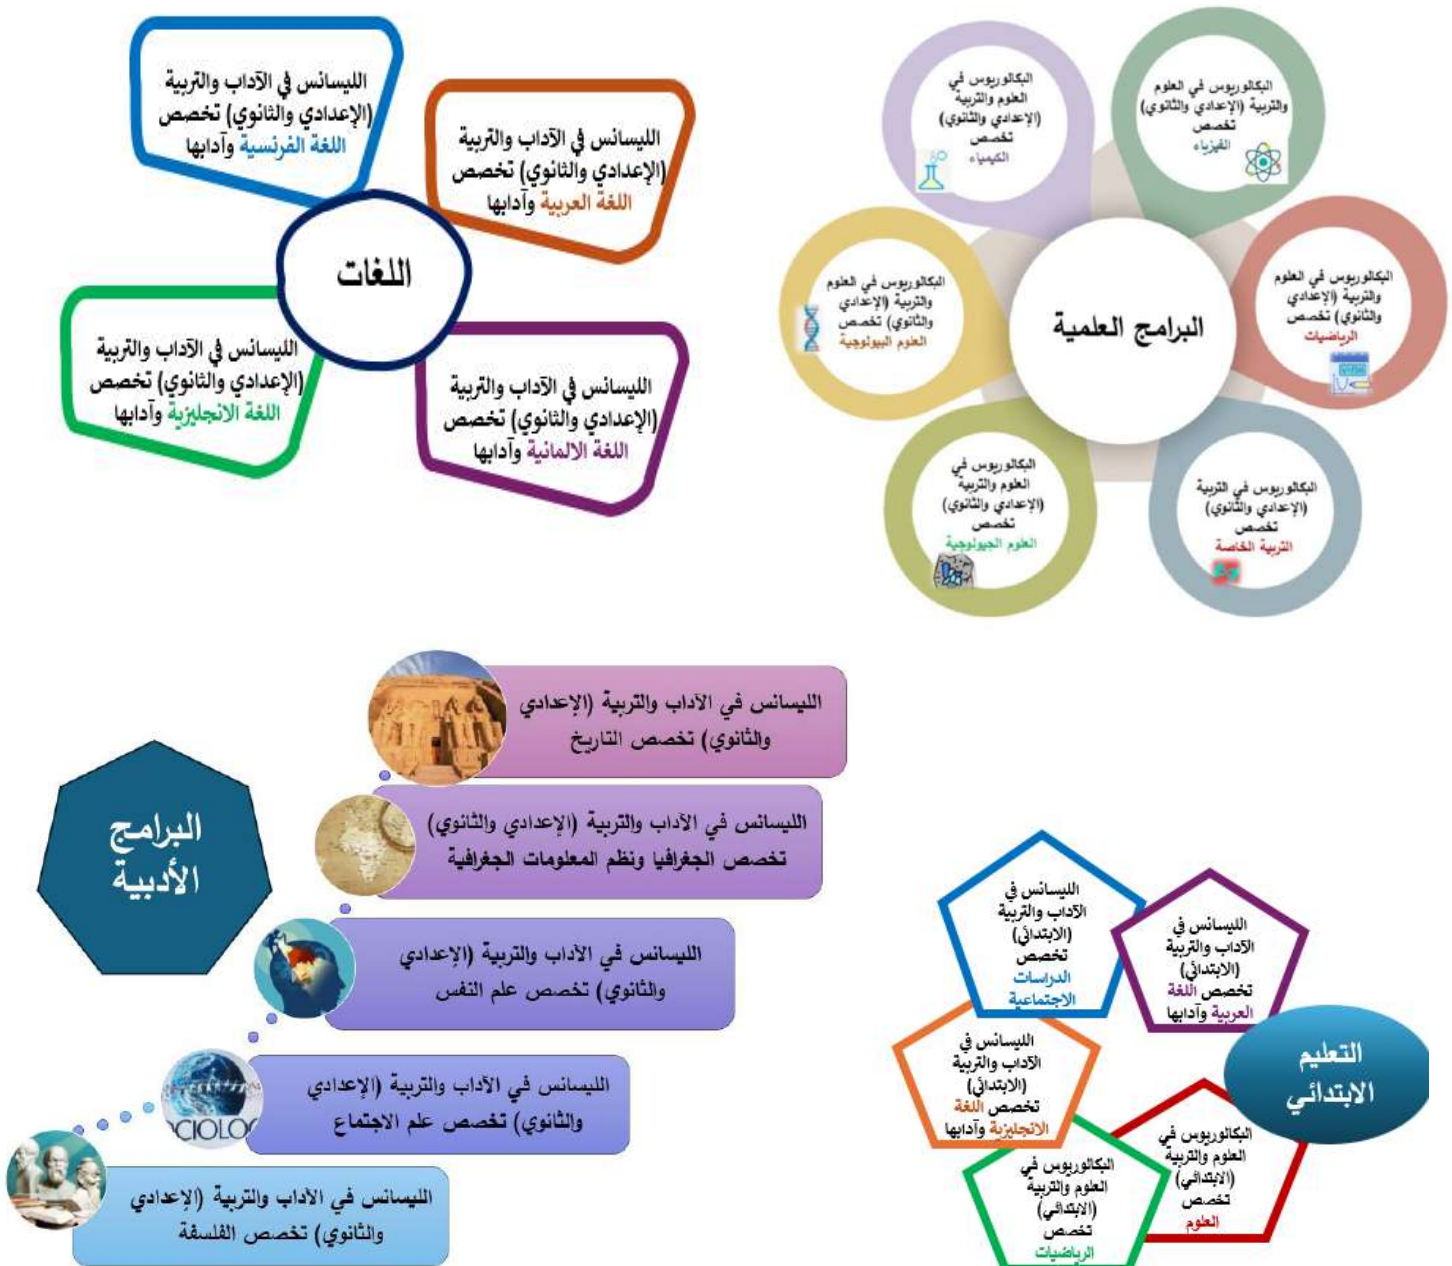 الليسانس في الآداب والتربية
(الإعدادي والثانوي) تخصص
اللغة الفرنسية وآدابها
الليسانس في الآداب والتربية
(الإعدادي والثانوي) تخصص
اللغة العربية وآدابها
اللغات
الليسانس في الآداب والتربية
(الإعدادي والثانوي) تخصص
اللغة الانجليزية وآدابها
الليسانس في الآداب والتربية
(الإعدادي والثانوي) تخصص
اللغة الالمانية وآدابها
البكالوريوس في العلوم
والتربية (الإعدادي والثانوي)
تخصص
الفيزياء
البكالوريوس في
العلوم والتربية
(الإعدادي والثانوي)
تخصص
الكيمياء
البكالوريوس في العلوم
والتربية (الإعدادي
والثانوي) تخصص
الرياضيات
البرامج العلمية
البكالوريوس في العلوم
والتربية (الإعدادي
والثانوي) تخصص
العلوم البيولوجية
البكالوريوس في التربية
(الإعدادي والثانوي)
تخصص
التربية الخاصة
البكالوريوس في
العلوم والتربية
(الإعدادي والثانوي)
تخصص
العلوم الجيولوجية
البرامج
الأدبية
الليسانس في الآداب والتربية (الإعدادي
والثانوي) تخصص التاريخ
الليسانس في الآداب والتربية (الإعدادي والثانوي)
تخصص الجغرافيا ونظم المعلومات الجغرافية
الليسانس في الآداب والتربية (الإعدادي
والثانوي) تخصص علم النفس
الليسانس في الآداب والتربية (الإعدادي
والثانوي) تخصص علم الاجتماع
OCIOLOG
الليسانس في الآداب والتربية (الإعدادي
والثانوي) تخصص الفلسفة
التعليم
الابتدائي
الليسانس في
الآداب والتربية
(الابتدائي)
تخصص اللغة
العربية وآدابها
الليسانس في
الآداب والتربية
(الابتدائي)
تخصص
الدراسات
الاجتماعية
الليسانس في
الآداب والتربية
(الابتدائي)
تخصص اللغة
الانجليزية وآدابها
البكالوريوس في
العلوم والتربية
(الابتدائي)
تخصص
الرياضيات
البكالوريوس في
العلوم والتربية
(الابتدائي)
تخصص
العلوم